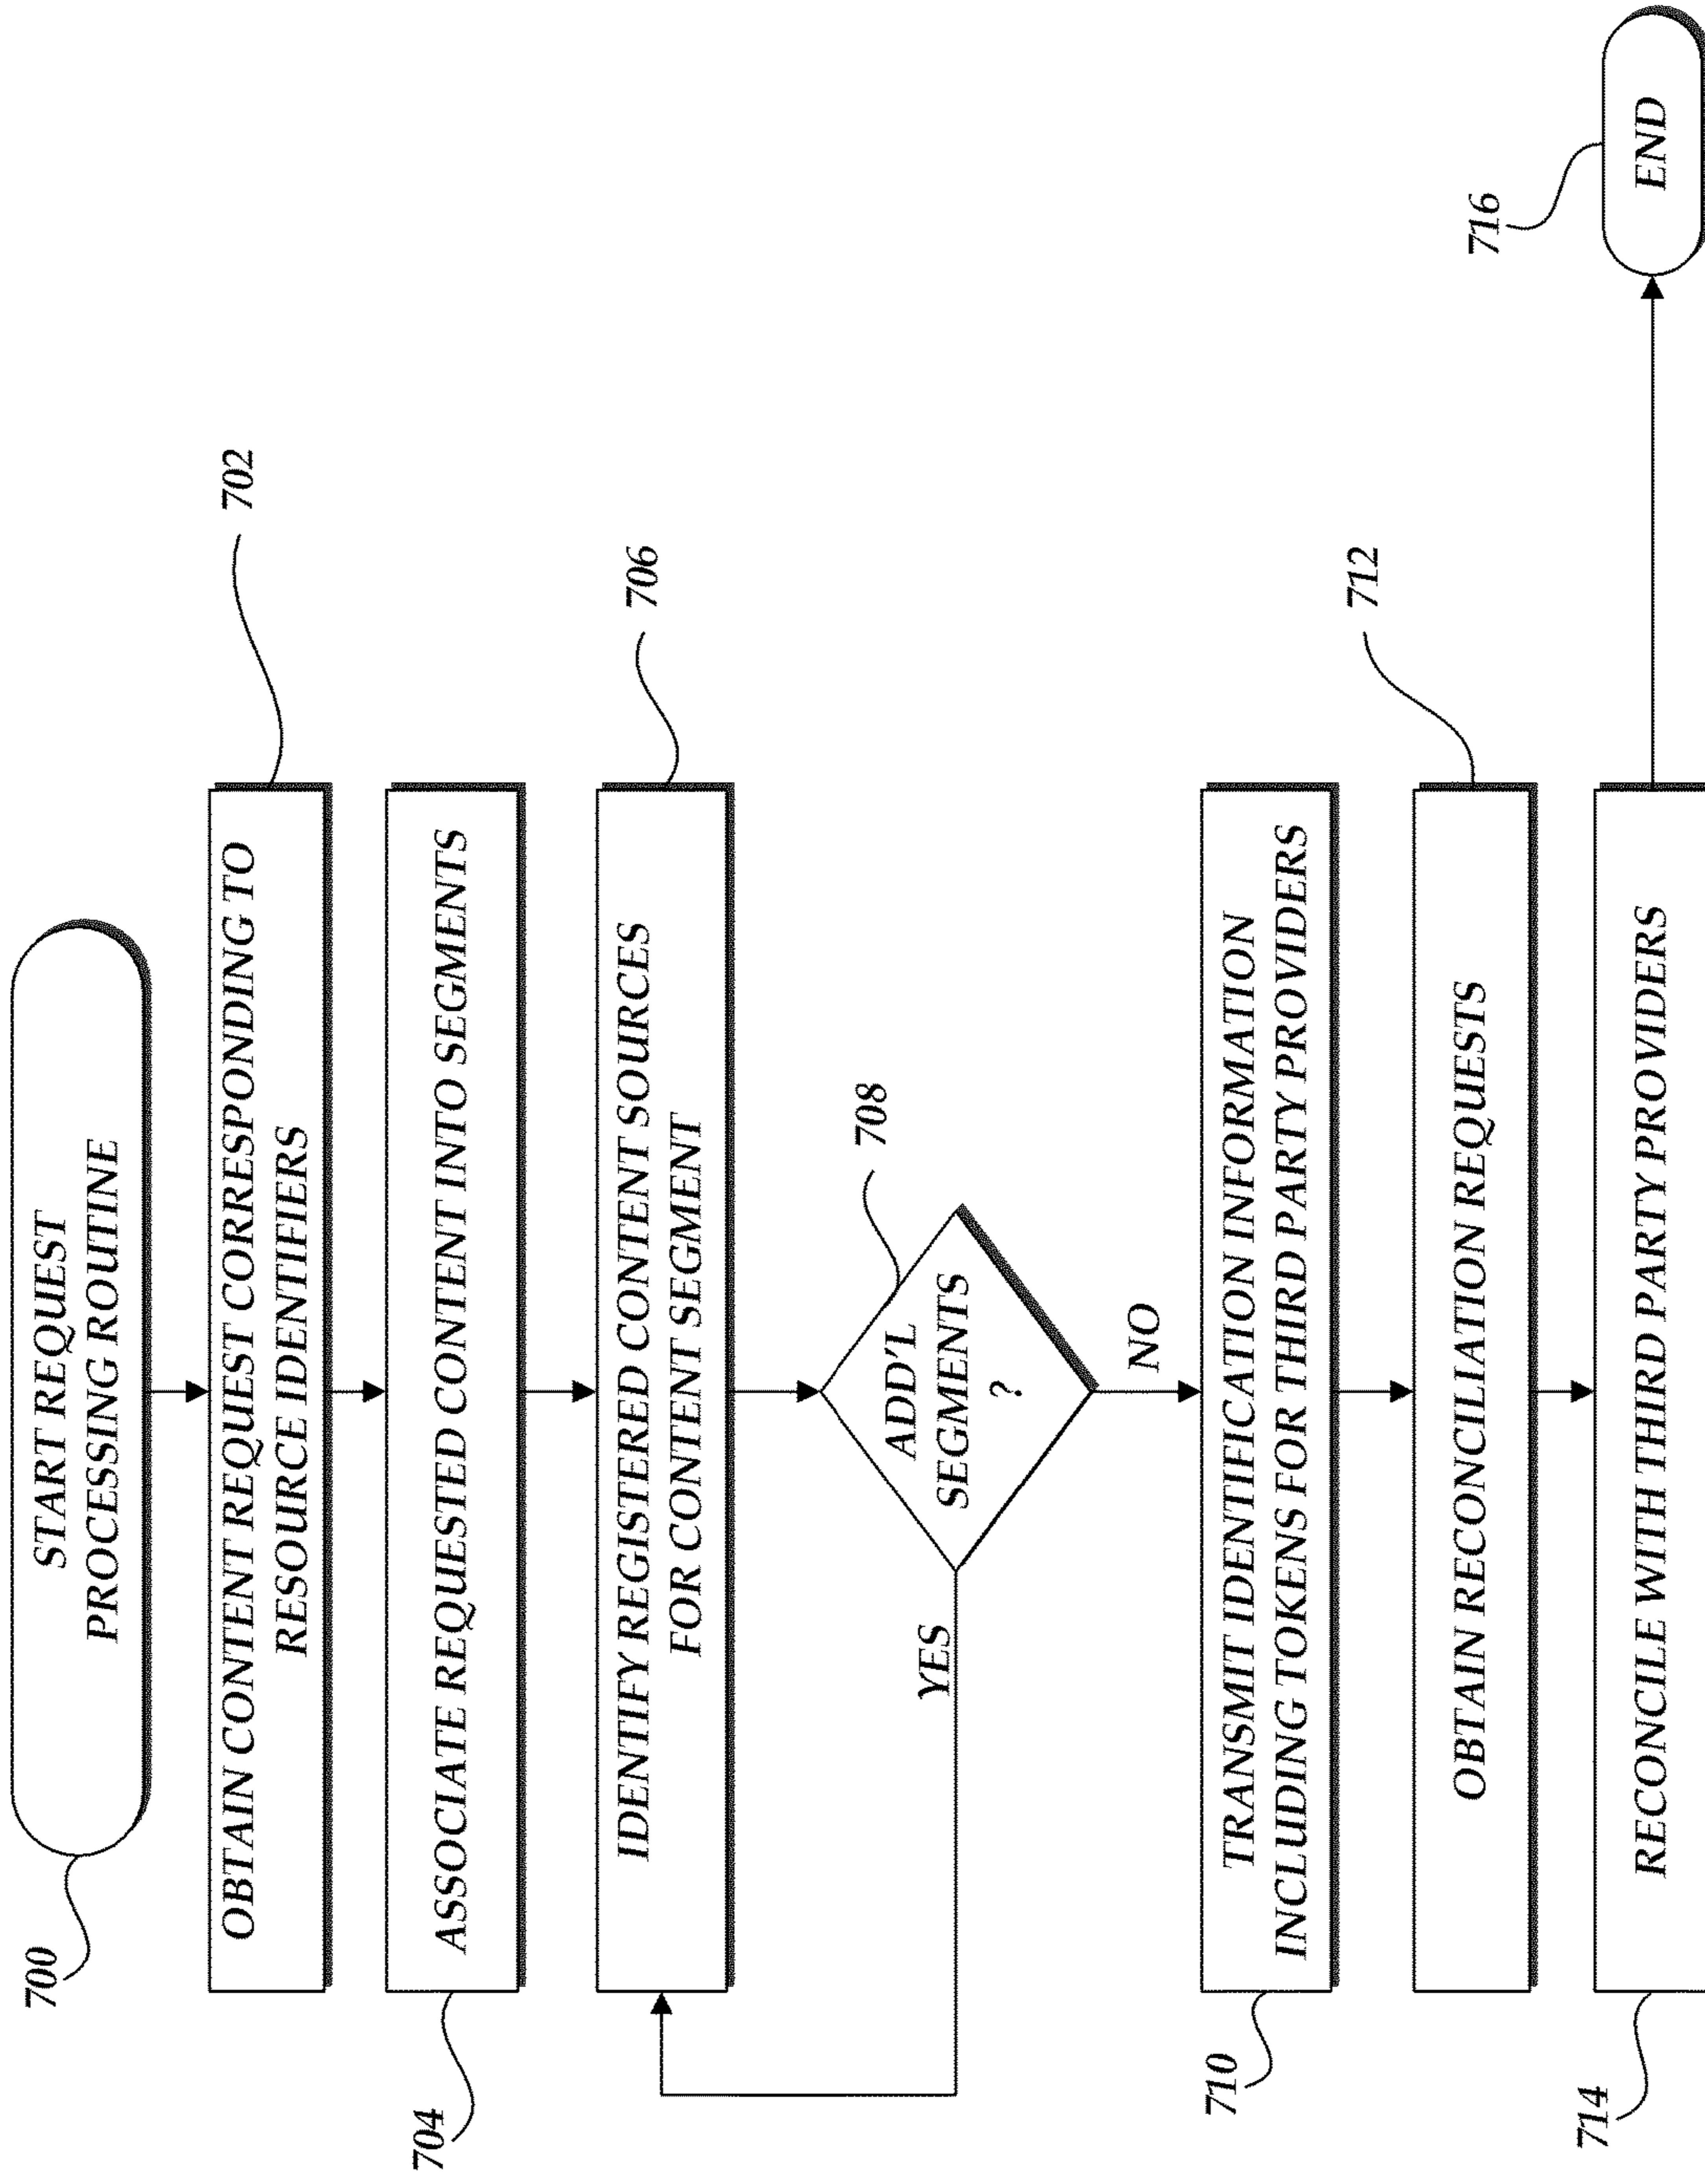 700
START REQUEST
PROCESSING ROUTINE
OBTAIN CONTENT REQUEST CORRESPONDING TO
RESOURCE IDENTIFIERS
702
704
ASSOCIATE REQUESTED CONTENT INTO SEGMENTS
IDENTIFY REGISTERED CONTENT SOURCES
FOR CONTENT SEGMENT
706
708
ADD'L
SEGMENTS
?
YES
NO
710
TRANSMIT IDENTIFICATION INFORMATION
INCLUDING TOKENS FOR THIRD PARTY PROVIDERS
OBTAIN RECONCILIATION REQUESTS
712
714
RECONCILE WITH THIRD PARTY PROVIDERS
716
END